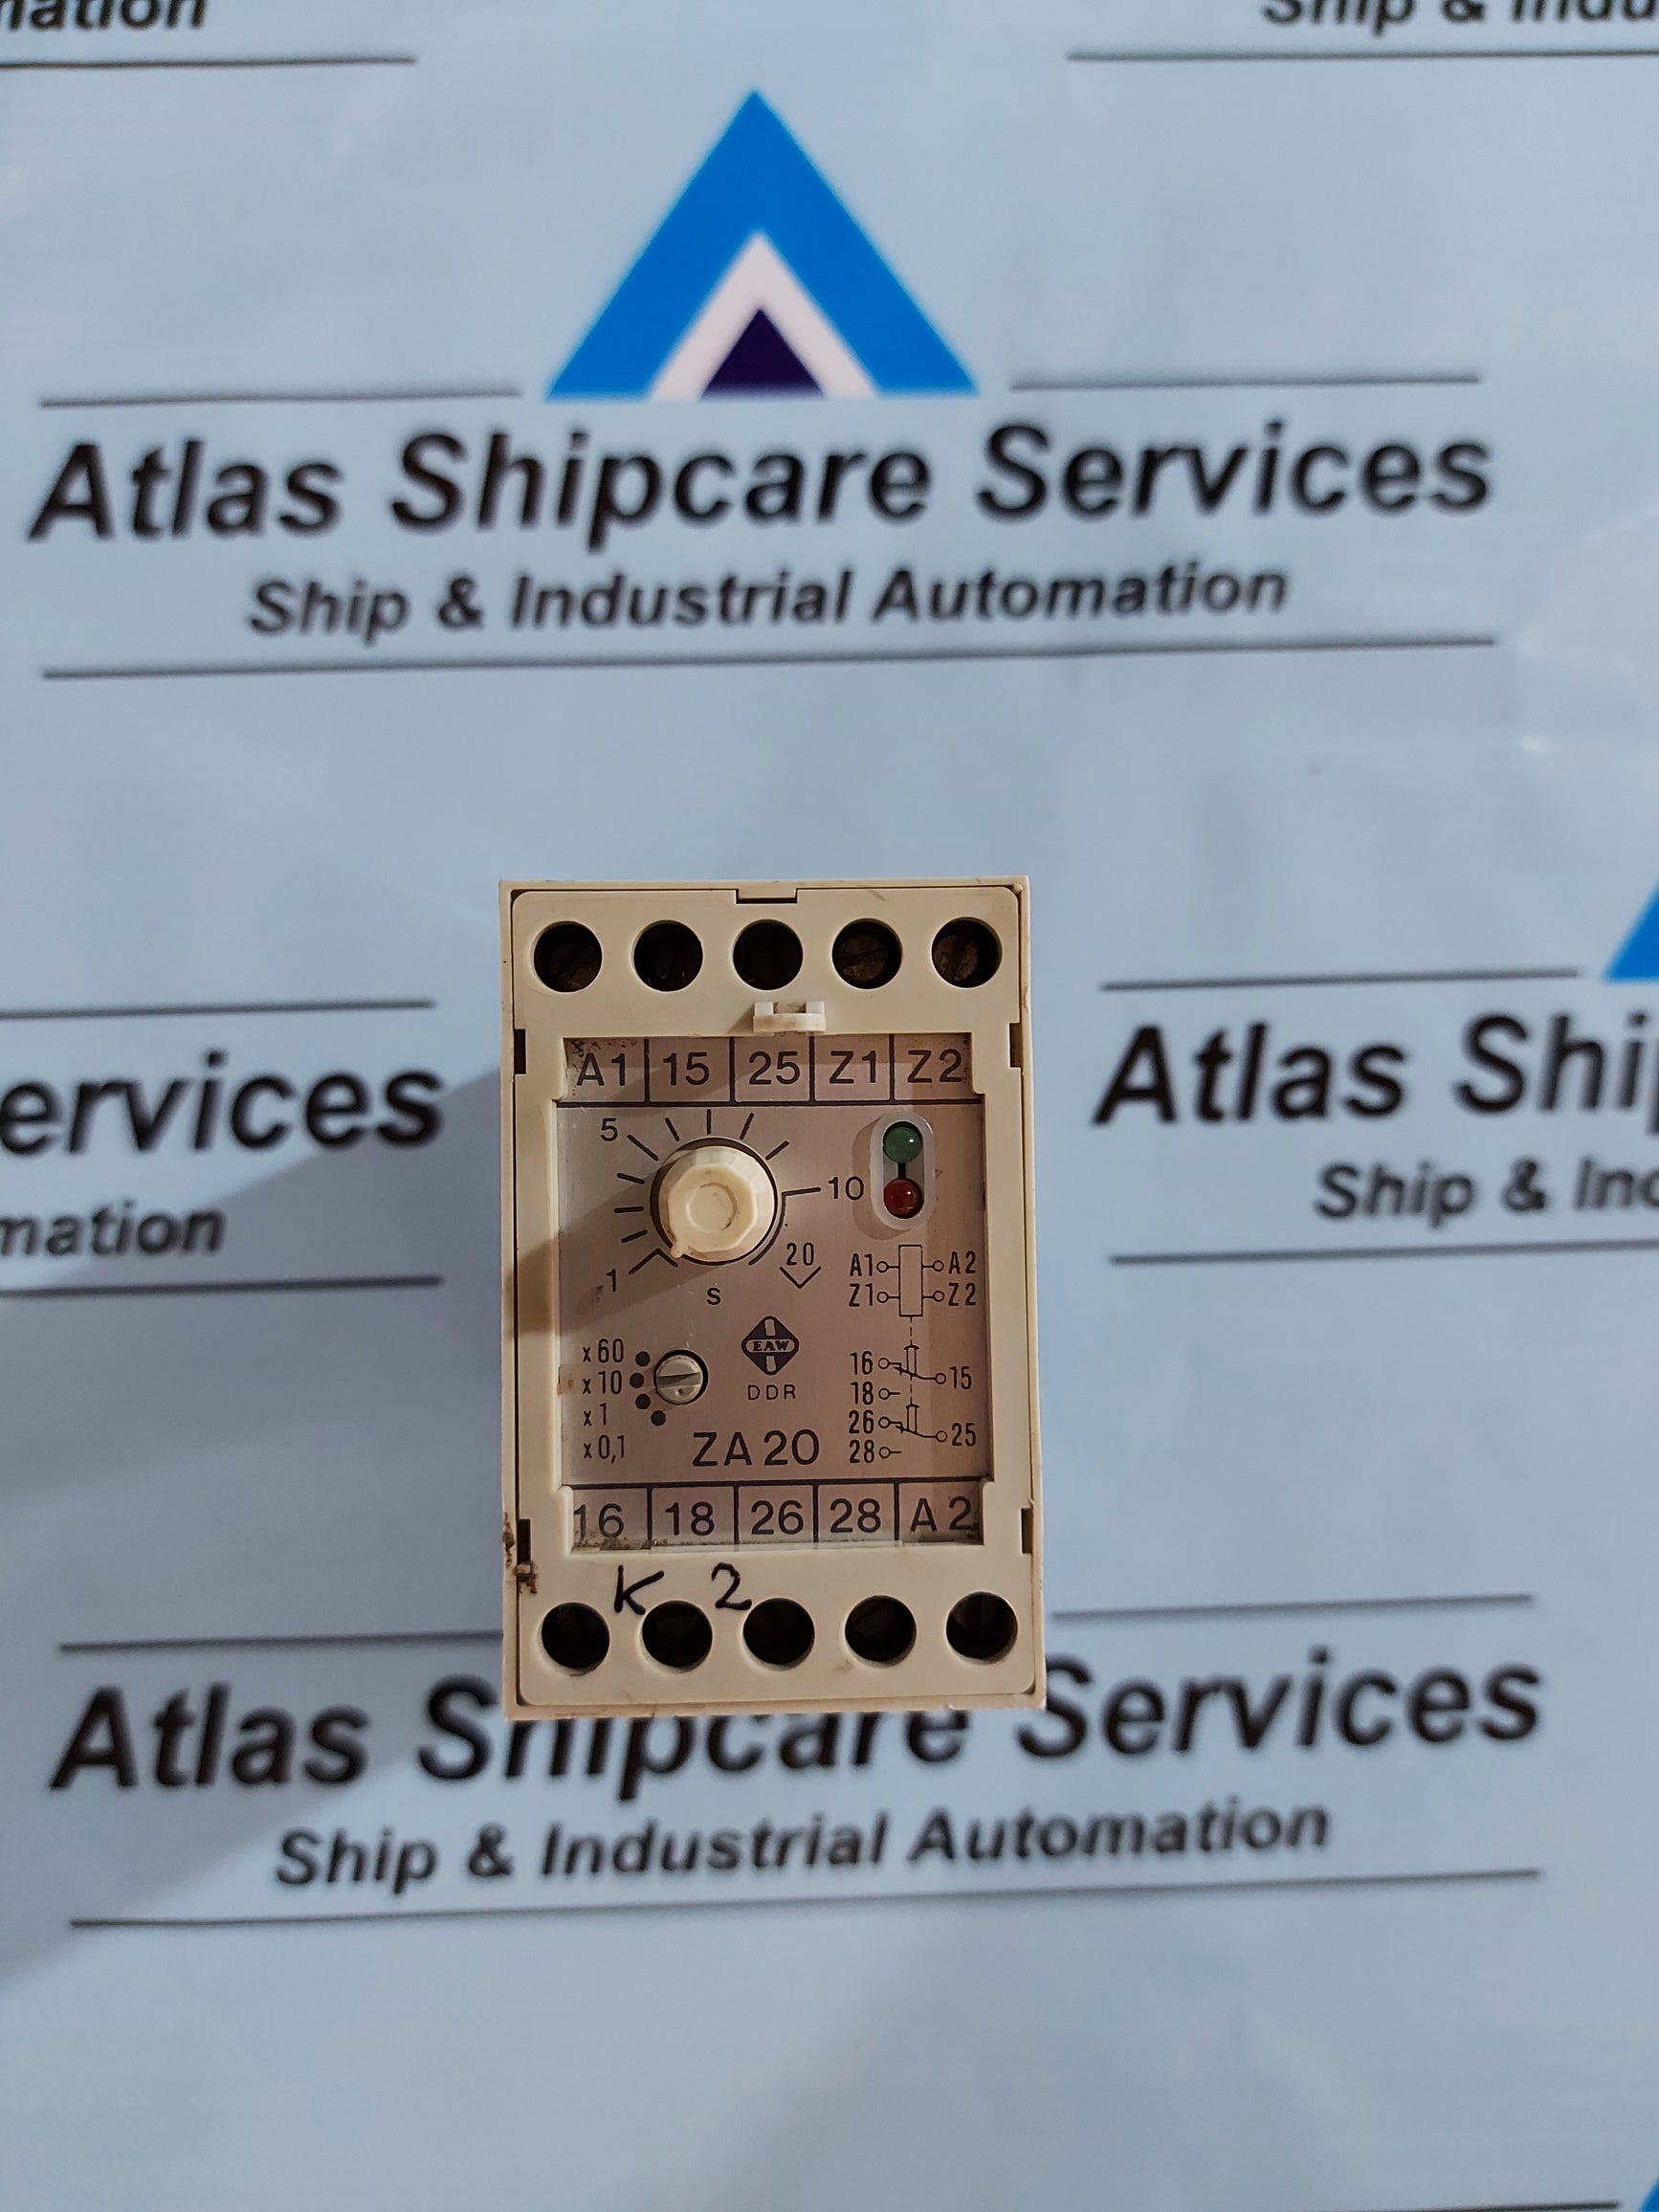 mation
Ship & Indu
Atlas Shipcare Services
Ship & Industrial Automation
ervices
mation
Atlas Ship
Ship & Ind
A1 15 25 Z1 Z2
5
10
20
1
S
A1 A2
Z1 Z2
EAW
DDR
x60
x10
x1
x0,1
16 15
18
26 25
28
ZA 20
16 18 26 28 A 2
K 2
Atlas Shipcare Services
Ship & Industrial Automation